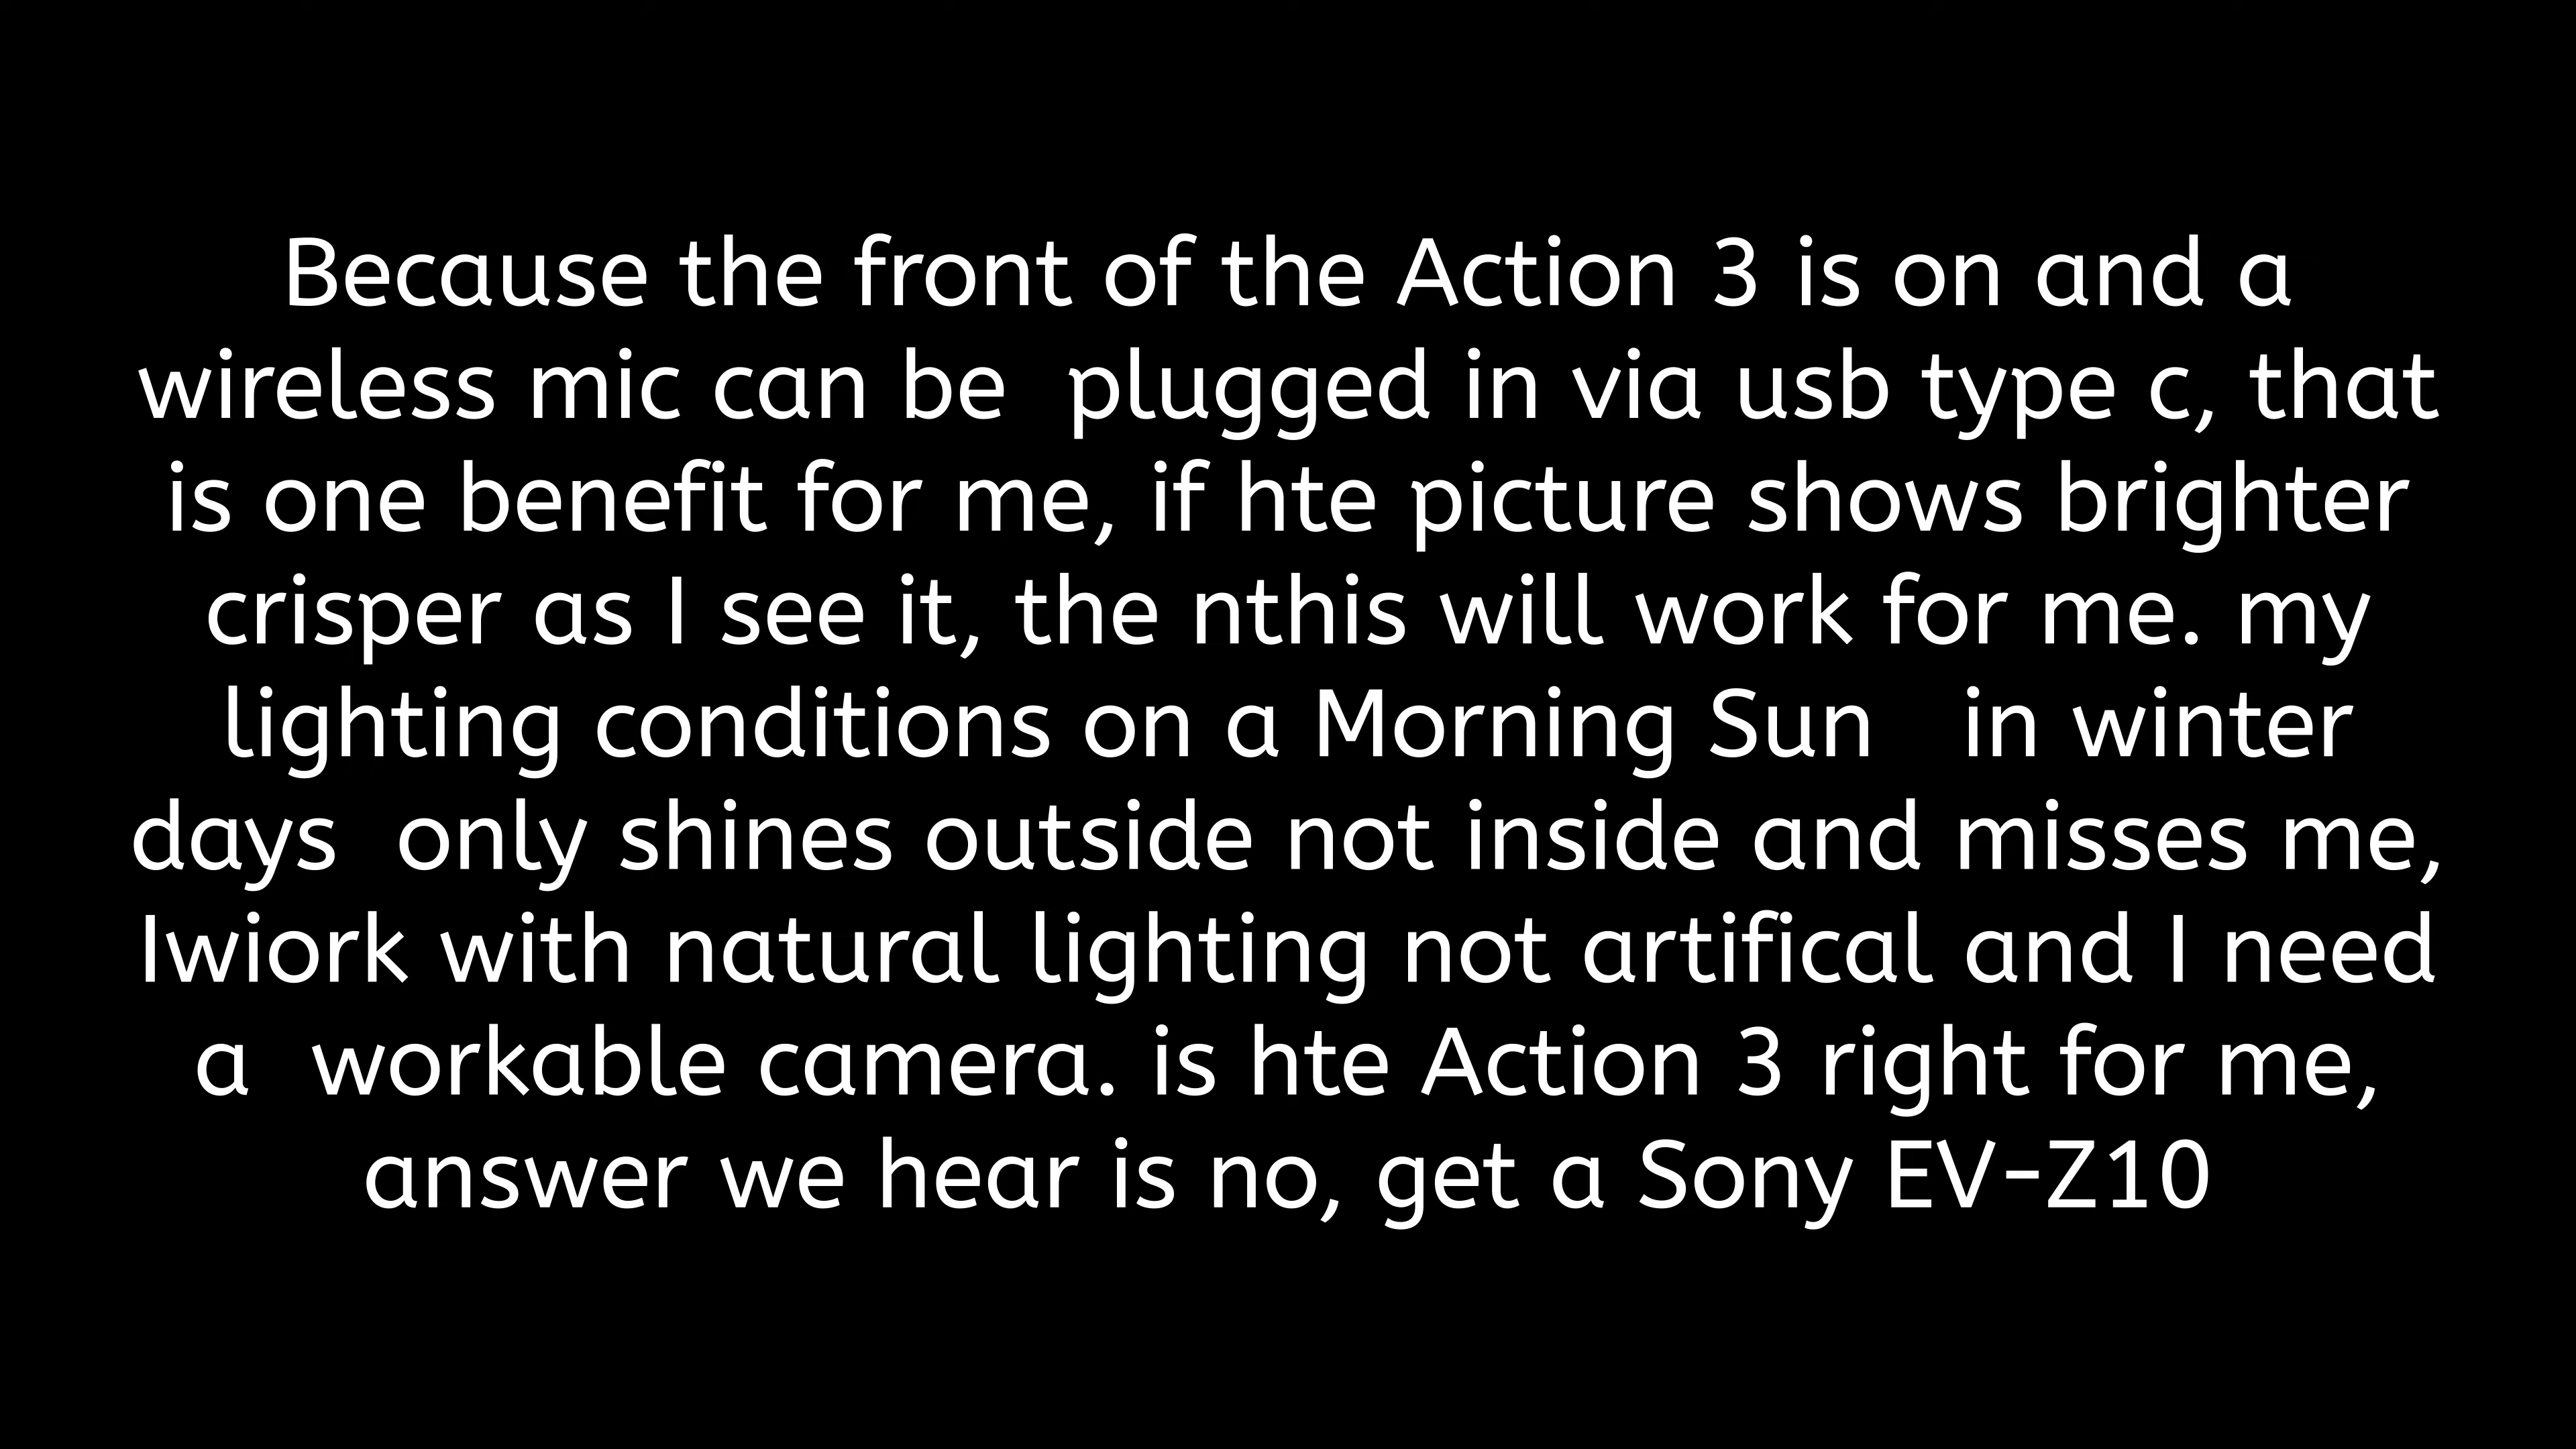 Because the front of the Action 3 is on and a
wireless mic can be  plugged in via usb type c, that
is one benefit for me, if hte picture shows brighter
crisper as I see it, the nthis will work for me. my
lighting conditions on a Morning Sun   in winter
days  only shines outside not inside and misses me,
Iwiork with natural lighting not artifical and I need
a  workable camera. is hte Action 3 right for me,
answer we hear is no, get a Sony EV-Z10